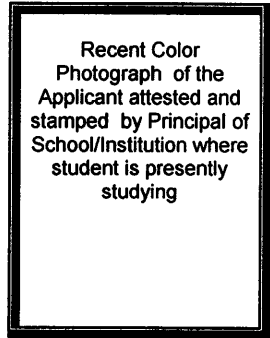 Recent Color
Photograph of the
Applicant attested and
stamped by Principal of
School/Institution where
student is presently
studying